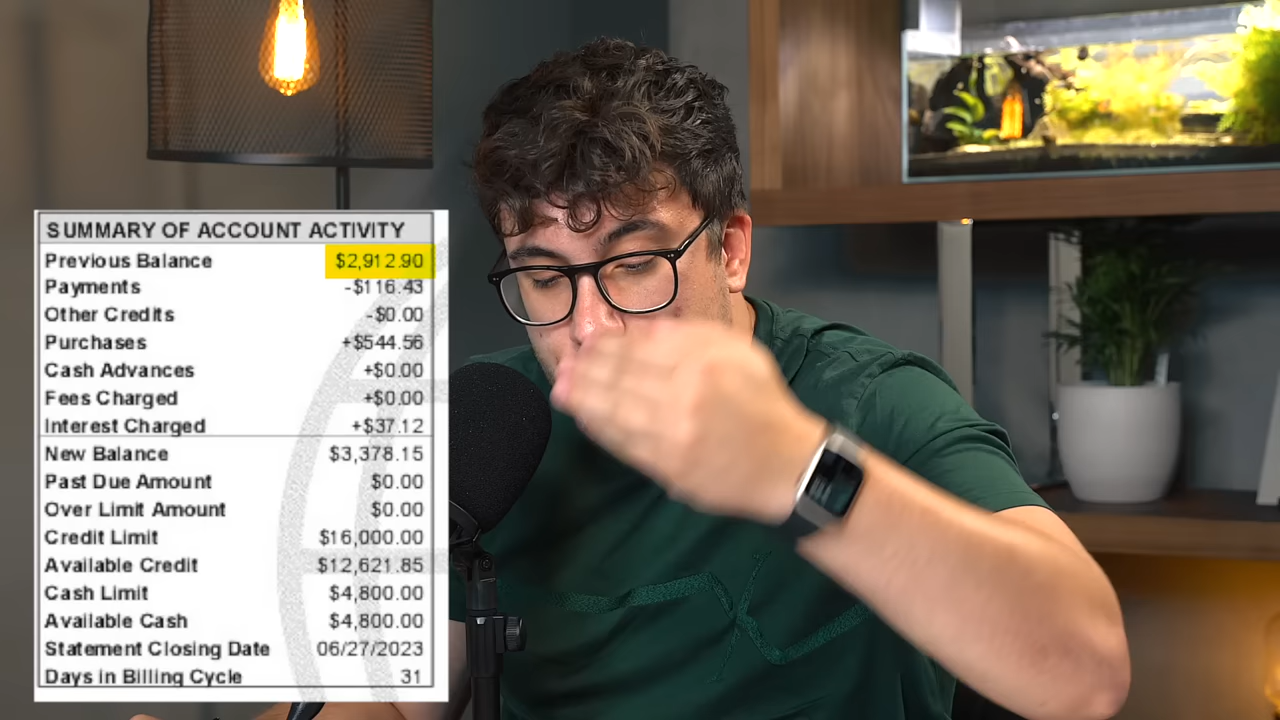 SUMMARY OF ACCOUNT ACTIVITY
Previous Balance $2,912.90
Payments -$116.43
Other Credits -$0.00
Purchases +$544.56
Cash Advances +$0.00
Fees Charged +$0.00
Interest Charged +$37.12
New Balance $3,378.15
Past Due Amount $0.00
Over Limit Amount $0.00
Credit Limit $16,000.00
Available Credit $12,621.85
Cash Limit $4,800.00
Available Cash $4,800.00
Statement Closing Date 06/27/2023
Days in Billing Cycle 31